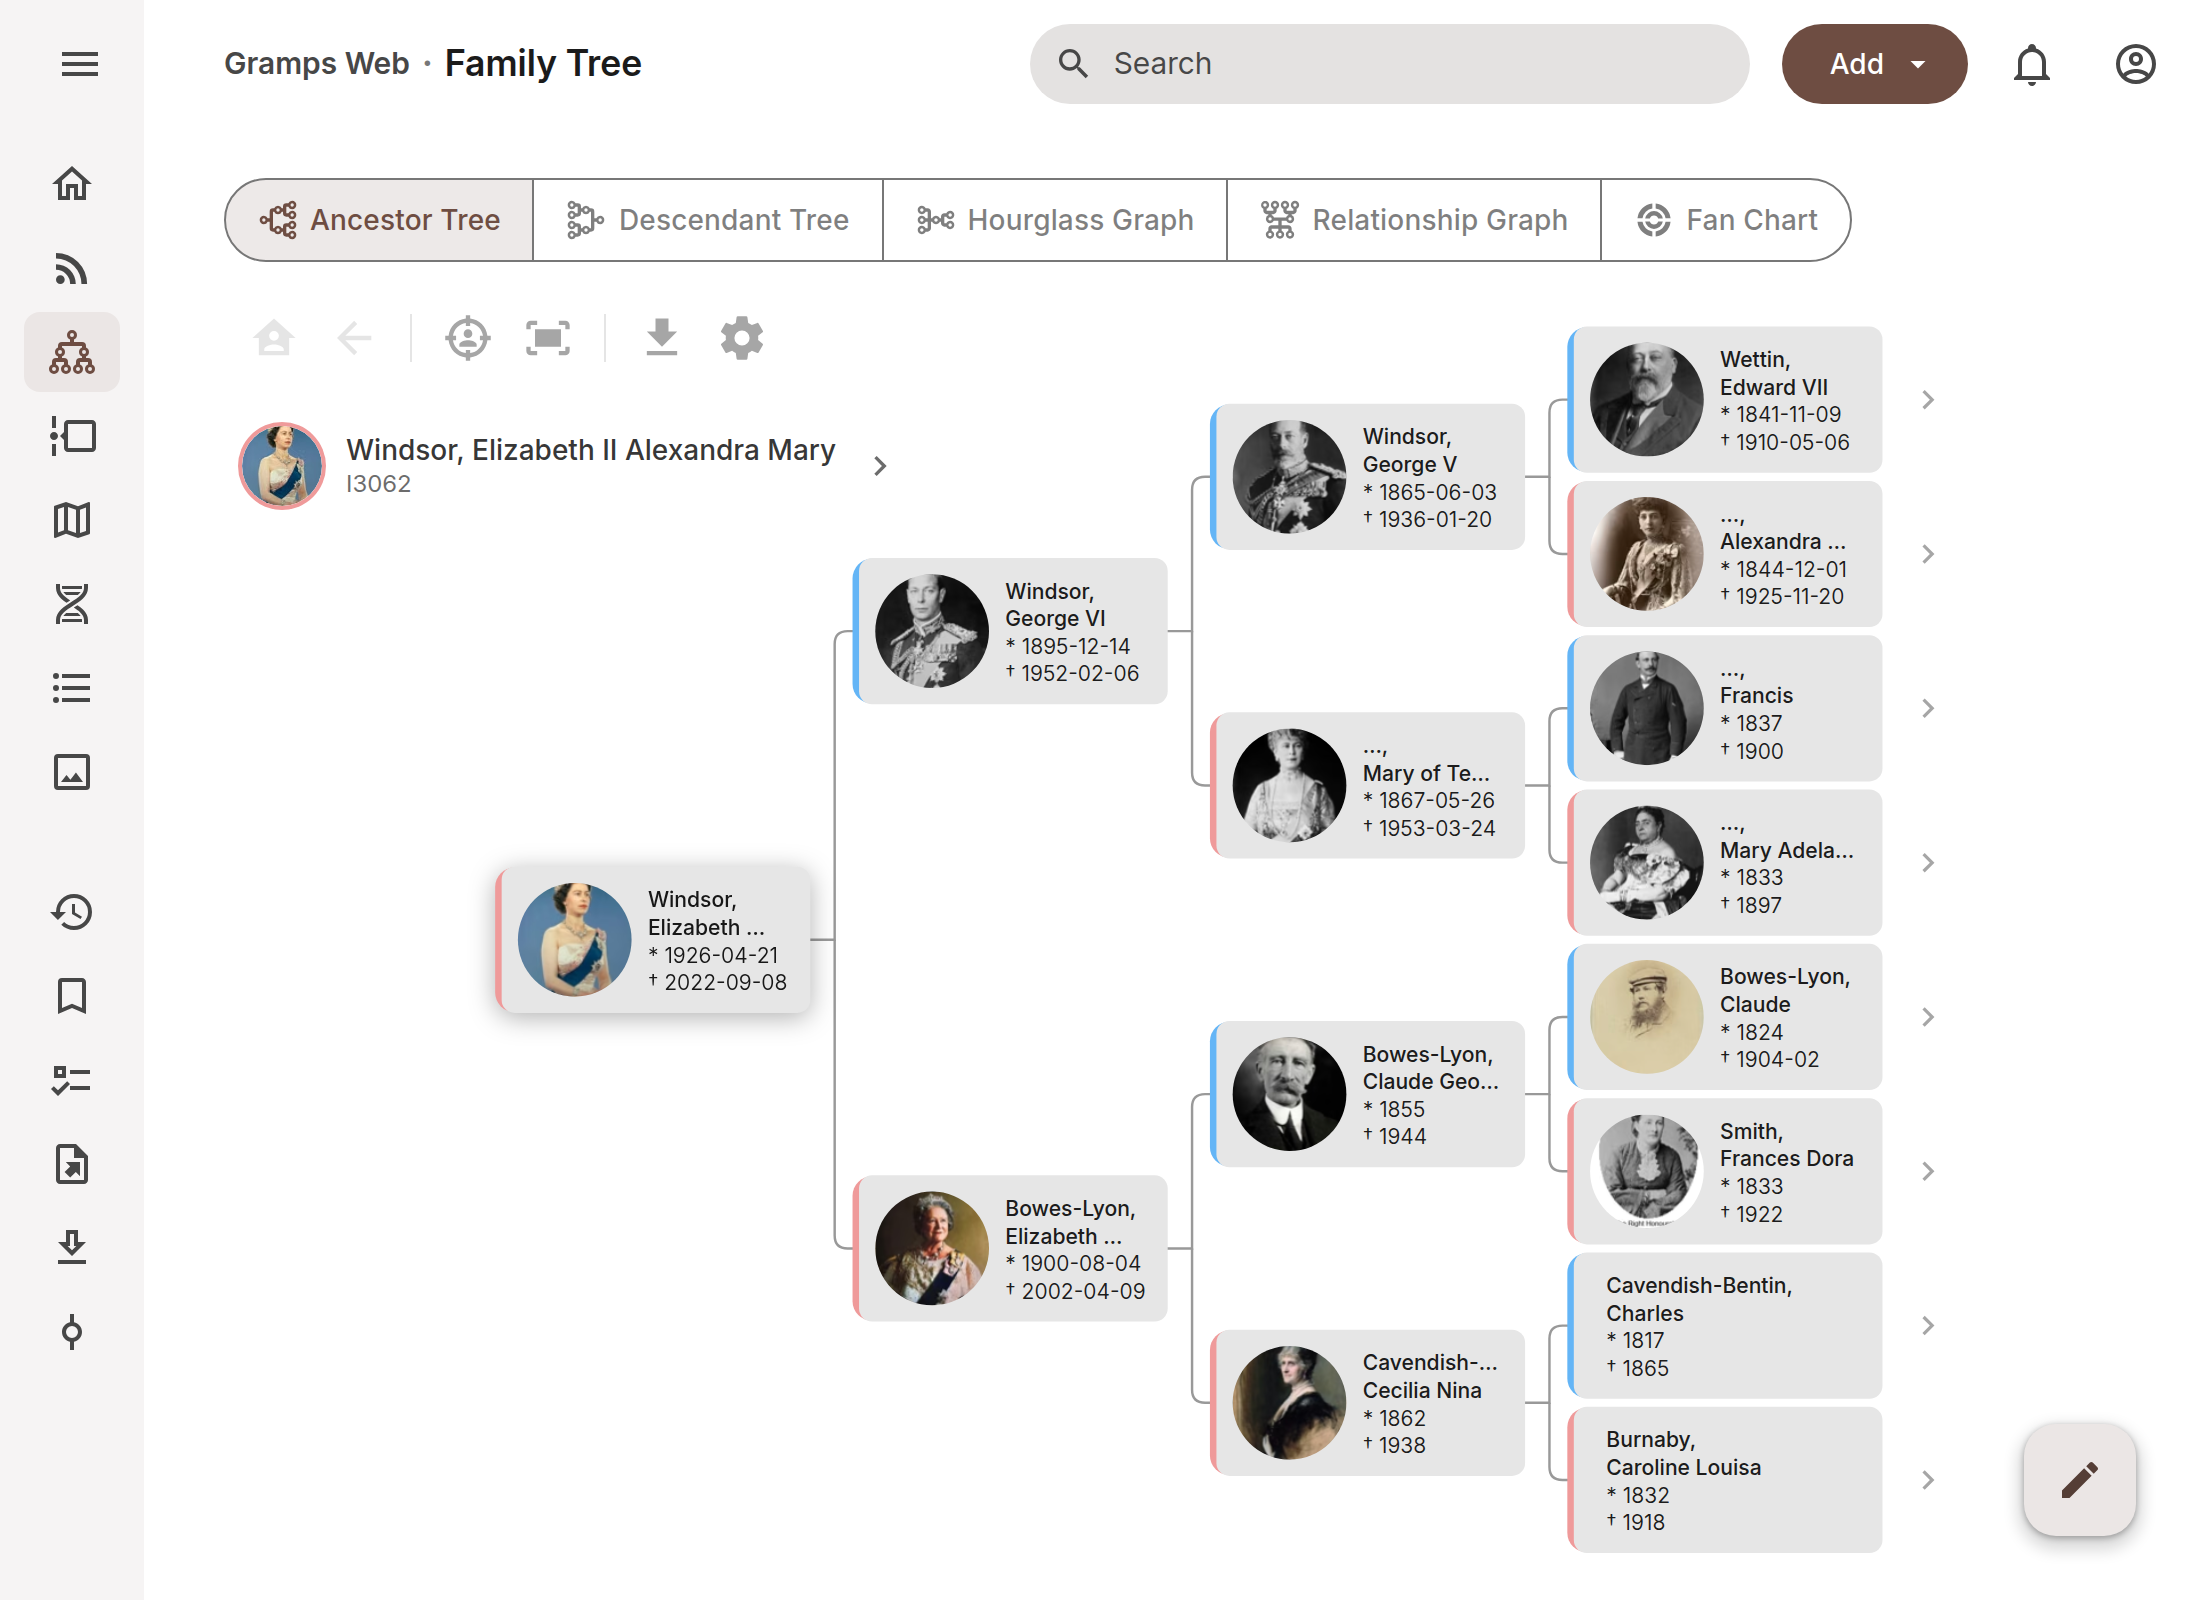 Gramps Web · Family Tree
Search
Add
Ancestor Tree
Descendant Tree
Hourglass Graph
Relationship Graph
Fan Chart
Windsor, Elizabeth II Alexandra Mary
I3062
Windsor,
Elizabeth ...
* 1926-04-21
† 2022-09-08
Windsor,
George VI
* 1895-12-14
† 1952-02-06
Bowes-Lyon,
Elizabeth ...
* 1900-08-04
† 2002-04-09
Windsor,
George V
* 1865-06-03
† 1936-01-20
...,
Mary of Te...
* 1867-05-26
† 1953-03-24
Bowes-Lyon,
Claude Geo...
* 1855
† 1944
Cavendish-...
Cecilia Nina
* 1862
† 1938
Wettin,
Edward VII
* 1841-11-09
† 1910-05-06
...,
Alexandra ...
* 1844-12-01
† 1925-11-20
...,
Francis
* 1837
† 1900
...,
Mary Adela...
* 1833
† 1897
Bowes-Lyon,
Claude
* 1824
† 1904-02
Smith,
Frances Dora
* 1833
† 1922
Right
Cavendish-Bentin,
Charles
* 1817
† 1865
Burnaby,
Caroline Louisa
* 1832
† 1918